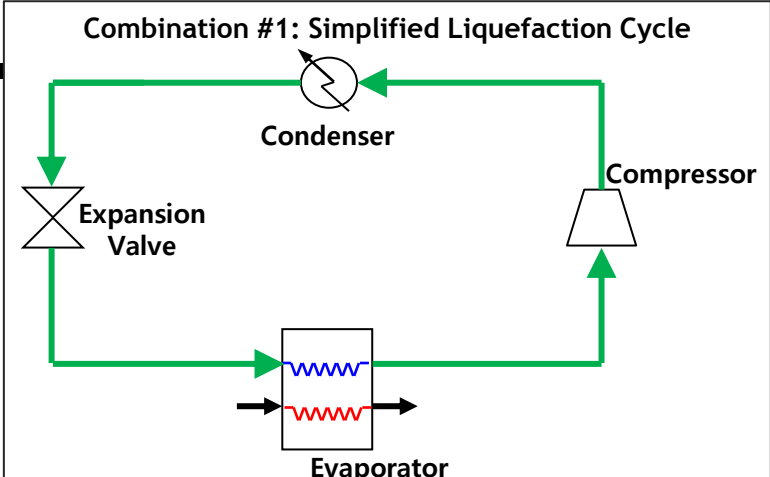 Combination #1: Simplified Liquefaction Cycle
Condenser
Compressor
Expansion
Valve
Evaporator